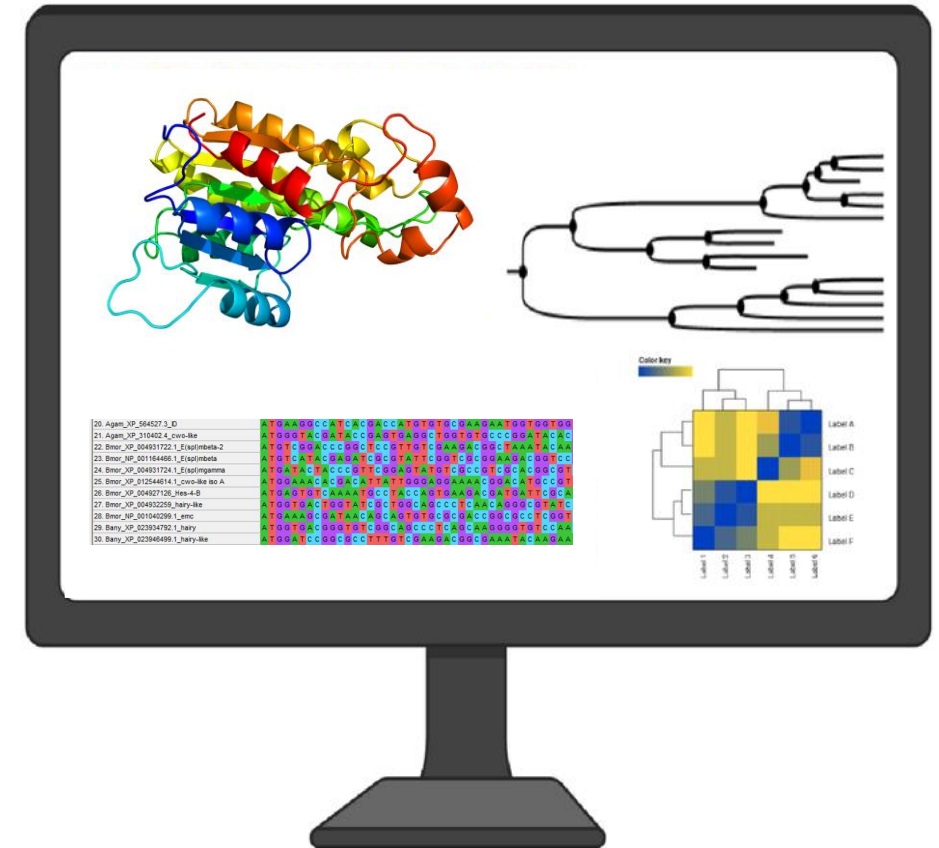 Color key
Label A
Label B
Label C
Label D
Label E
Label F
Label 1 Label 2 Label 3 Label 4 Label 5 Label 6
20. Agam_XP_564527.3_ID A T G A A G G C C A T C A C G A C C A T G T G T G C G A A G A A T G G T G G T G G
21. Agam_XP_310402.4_cwo-like A T G G G T A C G A T A C C G A G T G A G G C T G G T G T G C C C G G A T A C A C
22. Bmor_XP_004931722.1_E(spl)mbeta-2 A T G T C G G A C C C G G C T C C G T T G T C G A A G A C G G C T A A A T A C A A
23. Bmor_NP_001164466.1_E(spl)mbeta A T G T C A T A C G A G A T C G C G T A T T C G G T C G C G G A A G A C G G T C C
24. Bmor_XP_004931724.1_E(spl)mgamma A T G A T A C T A C C C G T T C G G A G T A T G T C G C C G T C G C A C G G C G T
25. Bmor_XP_012544614.1_cwo-like iso A A T G G A A A C A C G A C A T T A T T G G G A G G A A A A C G G A C A T G C C G T
26. Bmor_XP_004927126_Hes-4-B A T G A G T G T C A A A A T G C C T A C C A G T G A A G A C G A T G A T T C G C A
27. Bmor_XP_004932259_hairy-like A T G G T G A C T G G T A T C G C T G G C A G C C C T C A A C A G G G C G T A T C
28. Bmor_NP_001040299.1_emc A T G A A A G C G A T A A C A G C A G T G T G C G C G A C C G G C G C C T C G G T
29. Bany_XP_023934792.1_hairy A T G G T G A C G G G T G T C G G C A G C C C T C A G C A A G G G G T G T C C A A
30. Bany_XP_023946499.1_hairy-like A T G G A T C C G G C G C C T T T G T C G A A G A C G G C G A A A T A C A A G A A